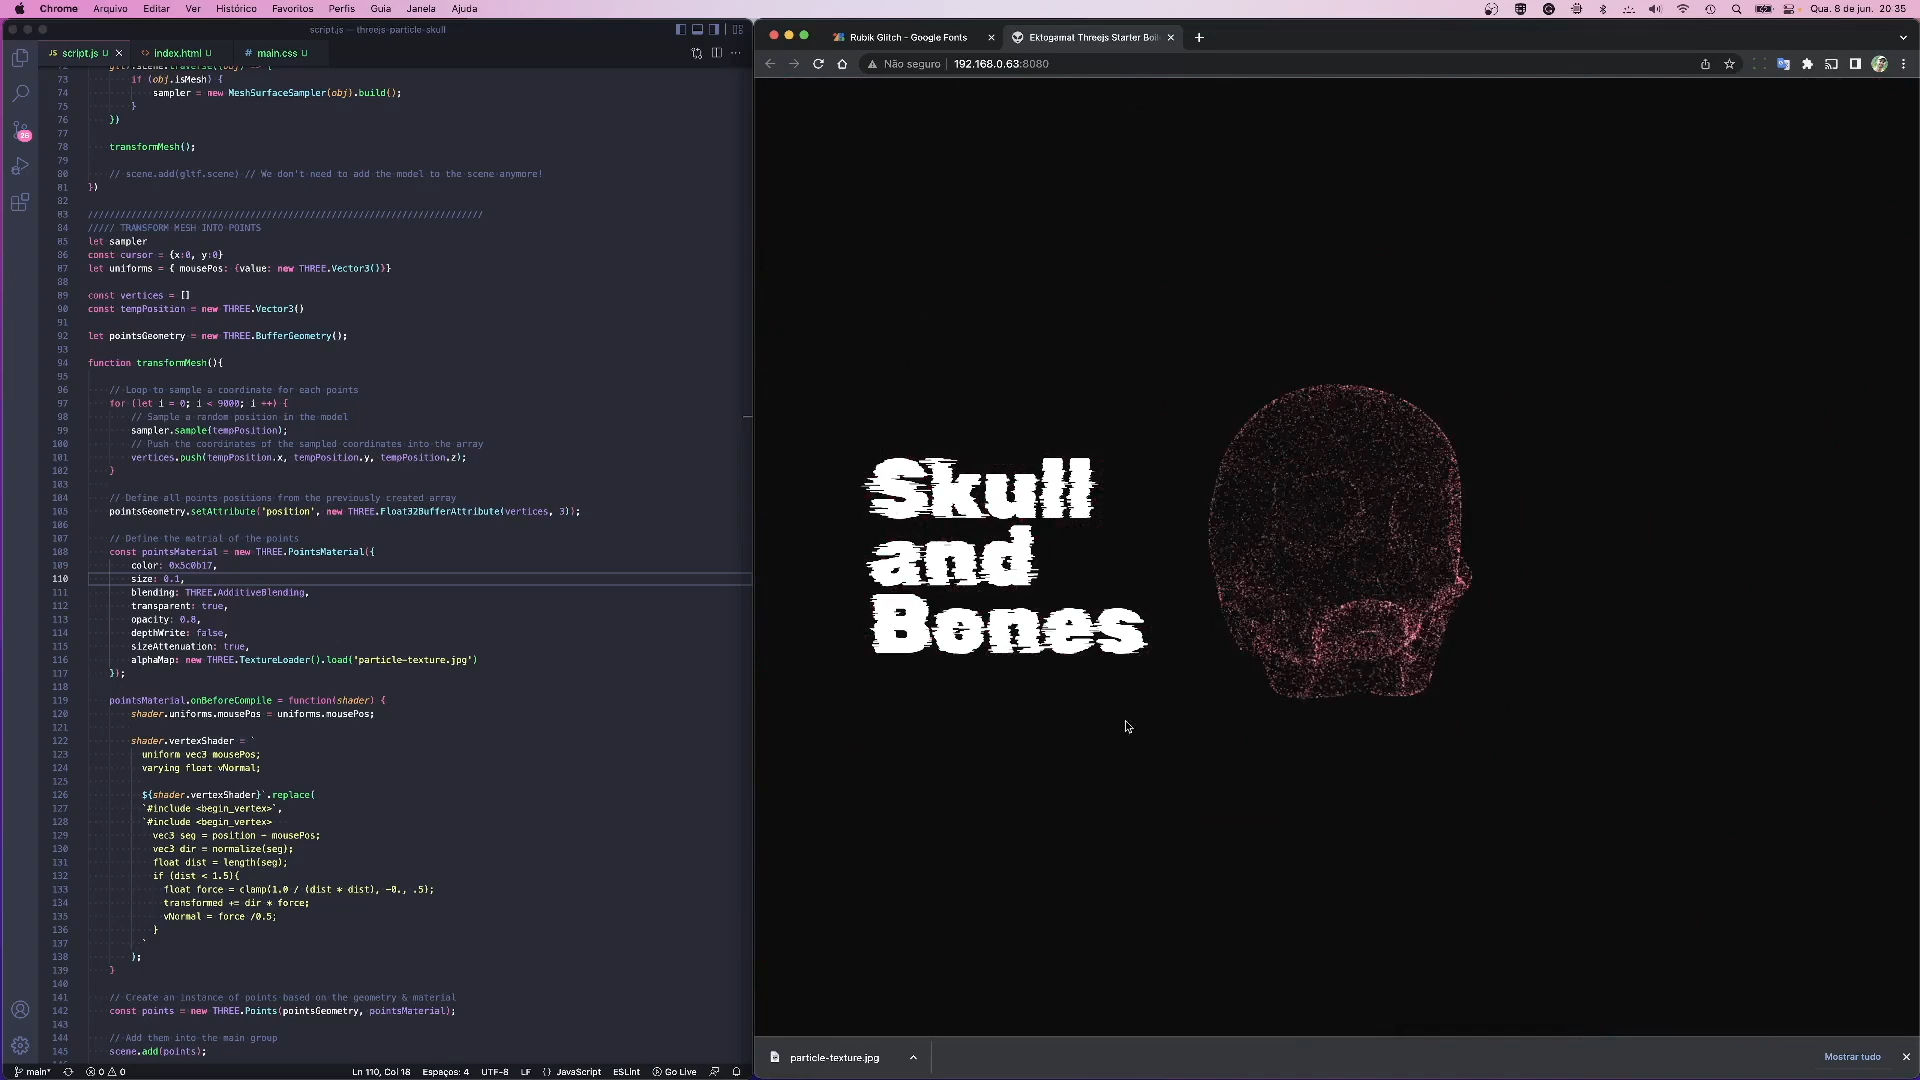 Chrome Arquivo Editar Ver Histórico Favoritos Perfis Guia Janela Ajuda Qua. 8 de jun. 20:35
script.js — threejs-particle-skull
JS script.js U index.html U # main.css U
72 gltf.scene.traverse((obj) => {
73 if (obj.isMesh) {
74 sampler = new MeshSurfaceSampler(obj).build();
75 }
76 })
77
78 transformMesh();
79
80 // scene.add(gltf.scene) // We don't need to add the model to the scene anymore!
81 })
82
83 /////////////////////////////////////////////////////////////////////////
84 ///// TRANSFORM MESH INTO POINTS
85 let sampler
86 const cursor = {x:0, y:0}
87 let uniforms = { mousePos: {value: new THREE.Vector3()}}
88
89 const vertices = []
90 const tempPosition = new THREE.Vector3()
91
92 let pointsGeometry = new THREE.BufferGeometry();
93
94 function transformMesh(){
95
96 // Loop to sample a coordinate for each points
97 for (let i = 0; i < 9000; i ++) {
98 // Sample a random position in the model
99 sampler.sample(tempPosition);
100 // Push the coordinates of the sampled coordinates into the array
101 vertices.push(tempPosition.x, tempPosition.y, tempPosition.z);
102 }
103
104 // Define all points positions from the previously created array
105 pointsGeometry.setAttribute('position', new THREE.Float32BufferAttribute(vertices, 3));
106
107 // Define the matrial of the points
108 const pointsMaterial = new THREE.PointsMaterial({
109 color: 0x5c0b17,
110 size: 0.1,
111 blending: THREE.AdditiveBlending,
112 transparent: true,
113 opacity: 0.8,
114 depthWrite: false,
115 sizeAttenuation: true,
116 alphaMap: new THREE.TextureLoader().load('particle-texture.jpg')
117 });
118
119 pointsMaterial.onBeforeCompile = function(shader) {
120 shader.uniforms.mousePos = uniforms.mousePos;
121
122 shader.vertexShader = `
123 uniform vec3 mousePos;
124 varying float vNormal;
125
126 ${shader.vertexShader}`.replace(
127 `#include <begin_vertex>`,
128 `#include <begin_vertex>
129 vec3 seg = position - mousePos;
130 vec3 dir = normalize(seg);
131 float dist = length(seg);
132 if (dist < 1.5){
133 float force = clamp(1.0 / (dist * dist), -0., .5);
134 transformed += dir * force;
135 vNormal = force /0.5;
136 }
137 `
138 );
139 }
140
141 // Create an instance of points based on the geometry & material
142 const points = new THREE.Points(pointsGeometry, pointsMaterial);
143
144 // Add them into the main group
145 scene.add(points);
main* 0 0 Ln 110, Col 18 Espaços: 4 UTF-8 LF {} JavaScript ESLint Go Live
Rubik Glitch - Google Fonts Ektogamat Threejs Starter Boil
Não seguro 192.168.0.63:8080
Skull
and
Bones
particle-texture.jpg Mostrar tudo